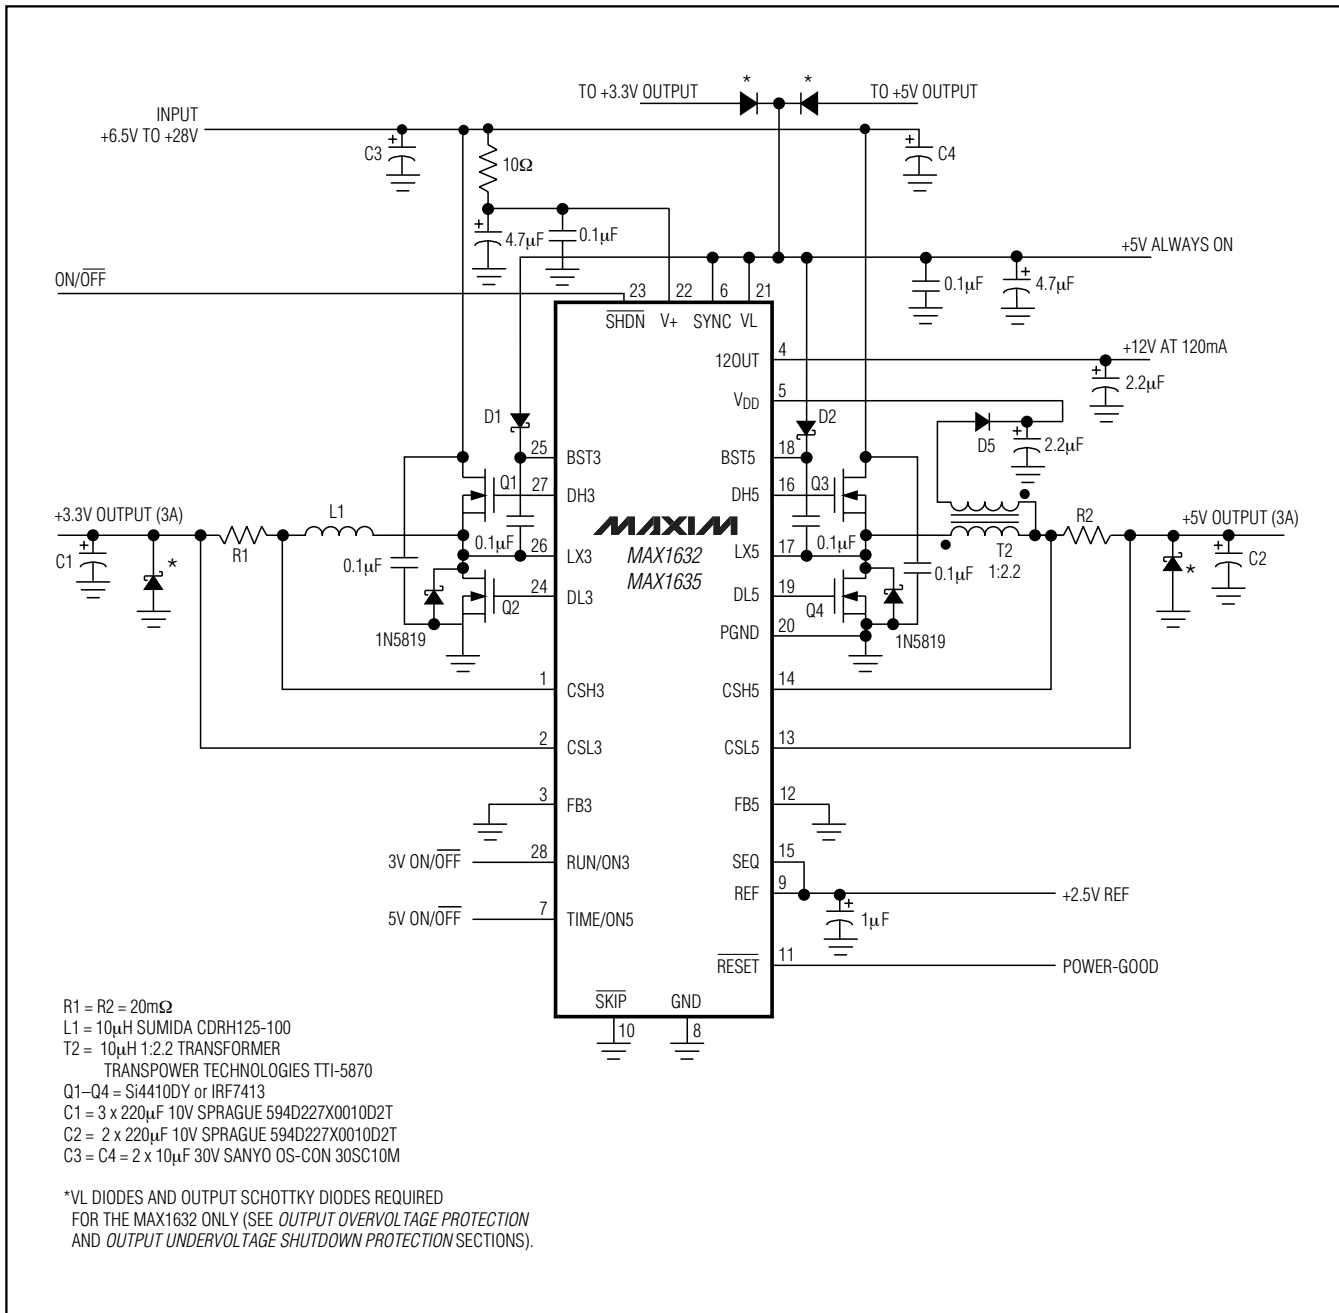 TO +3.3V OUTPUT
*
*
TO +5V OUTPUT
INPUT
+6.5V TO +28V
+
C3
10Ω
+
C4
+
4.7µF
0.1µF
+5V ALWAYS ON
0.1µF
+
4.7µF
ON/OFF
23
22
6
21
SHDN
V+
SYNC
VL
12OUT
4
+12V AT 120mA
+
2.2µF
VDD
5
D5
+
2.2µF
D1
D2
25
BST3
BST5
18
Q1
27
DH3
DH5
16
Q3
+3.3V OUTPUT (3A)
+
C1
*
R1
L1
0.1µF
0.1µF
26
LX3
MAXIM
MAX1632
MAX1635
LX5
17
0.1µF
0.1µF
T2
1:2.2
R2
+5V OUTPUT (3A)
*
+
C2
1N5819
Q2
24
DL3
DL5
19
Q4
1N5819
PGND
20
1
CSH3
CSH5
14
2
CSL3
CSL5
13
3
FB3
FB5
12
3V ON/OFF
28
RUN/ON3
SEQ
15
REF
9
+2.5V REF
+
1µF
5V ON/OFF
7
TIME/ON5
RESET
11
POWER-GOOD
SKIP
GND
10
8
R1 = R2 = 20mΩ
L1 = 10µH SUMIDA CDRH125-100
T2 = 10µH 1:2.2 TRANSFORMER
TRANSPOWER TECHNOLOGIES TTI-5870
Q1–Q4 = Si4410DY or IRF7413
C1 = 3 x 220µF 10V SPRAGUE 594D227X0010D2T
C2 = 2 x 220µF 10V SPRAGUE 594D227X0010D2T
C3 = C4 = 2 x 10µF 30V SANYO OS-CON 30SC10M
*VL DIODES AND OUTPUT SCHOTTKY DIODES REQUIRED
FOR THE MAX1632 ONLY (SEE OUTPUT OVERVOLTAGE PROTECTION
AND OUTPUT UNDERVOLTAGE SHUTDOWN PROTECTION SECTIONS).